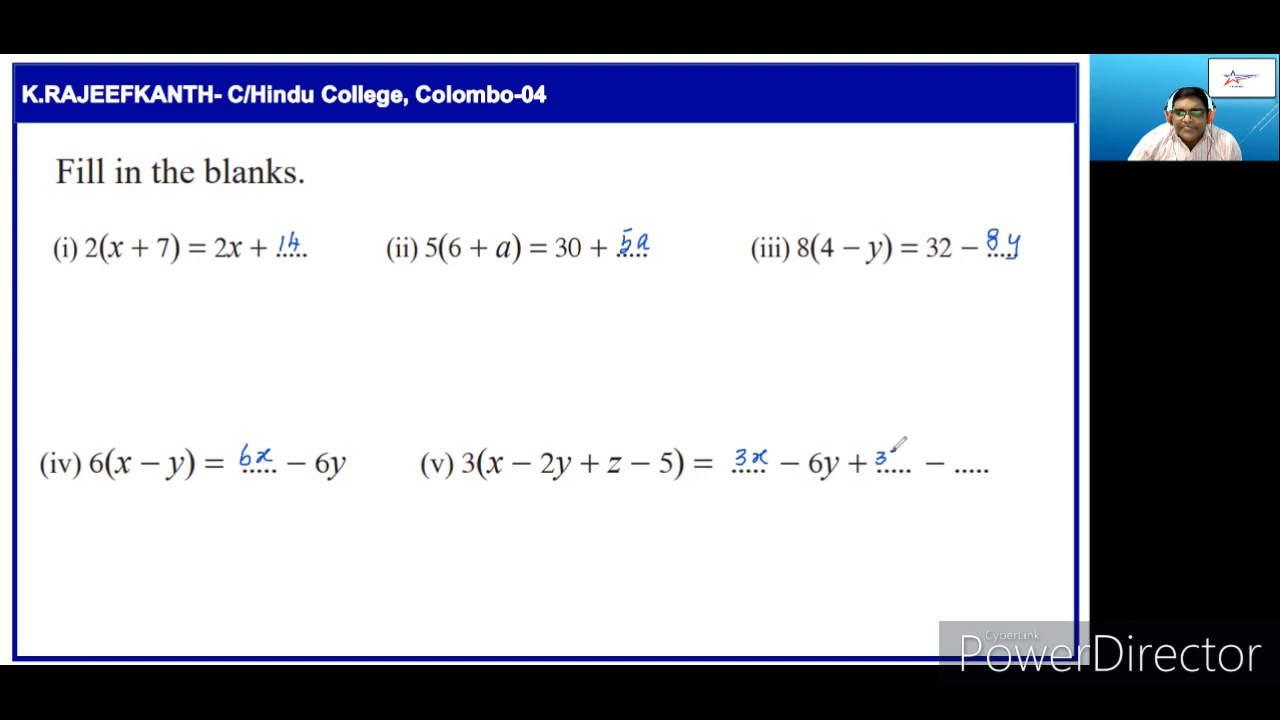 K.RAJEEFKANTH- C/Hindu College, Colombo-04
Fill in the blanks.
(i) 2(x + 7) = 2x + 14 (ii) 5(6 + a) = 30 + 5a (iii) 8(4 − y) = 32 − 8y
(iv) 6(x − y) = 6x − 6y (v) 3(x − 2y + z − 5) = 3x − 6y + 3 ..... − .....
CyberLink
PowerDirector